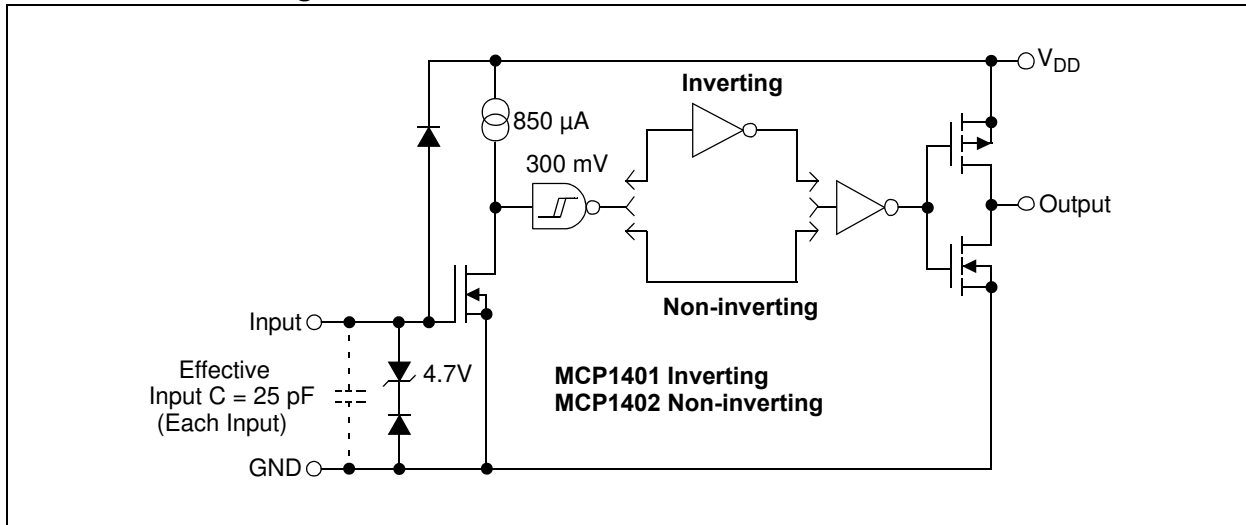 V_DD
Inverting
850 µA
300 mV
Output
Non-inverting
Input
Effective
Input C = 25 pF
(Each Input)
4.7V
MCP1401 Inverting
MCP1402 Non-inverting
GND